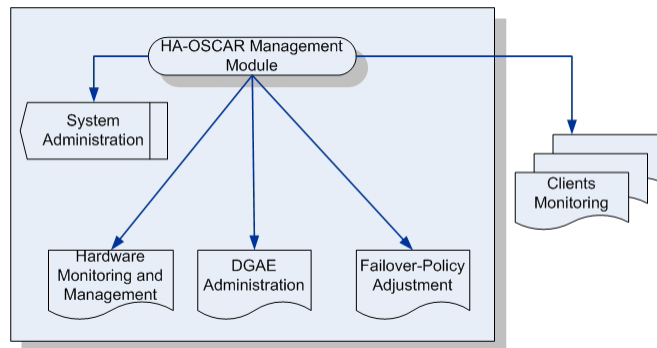 HA-OSCAR Management
Module
System
Administration
Clients
Monitoring
Hardware
Monitoring and
Management
DGAE
Administration
Failover-Policy
Adjustment